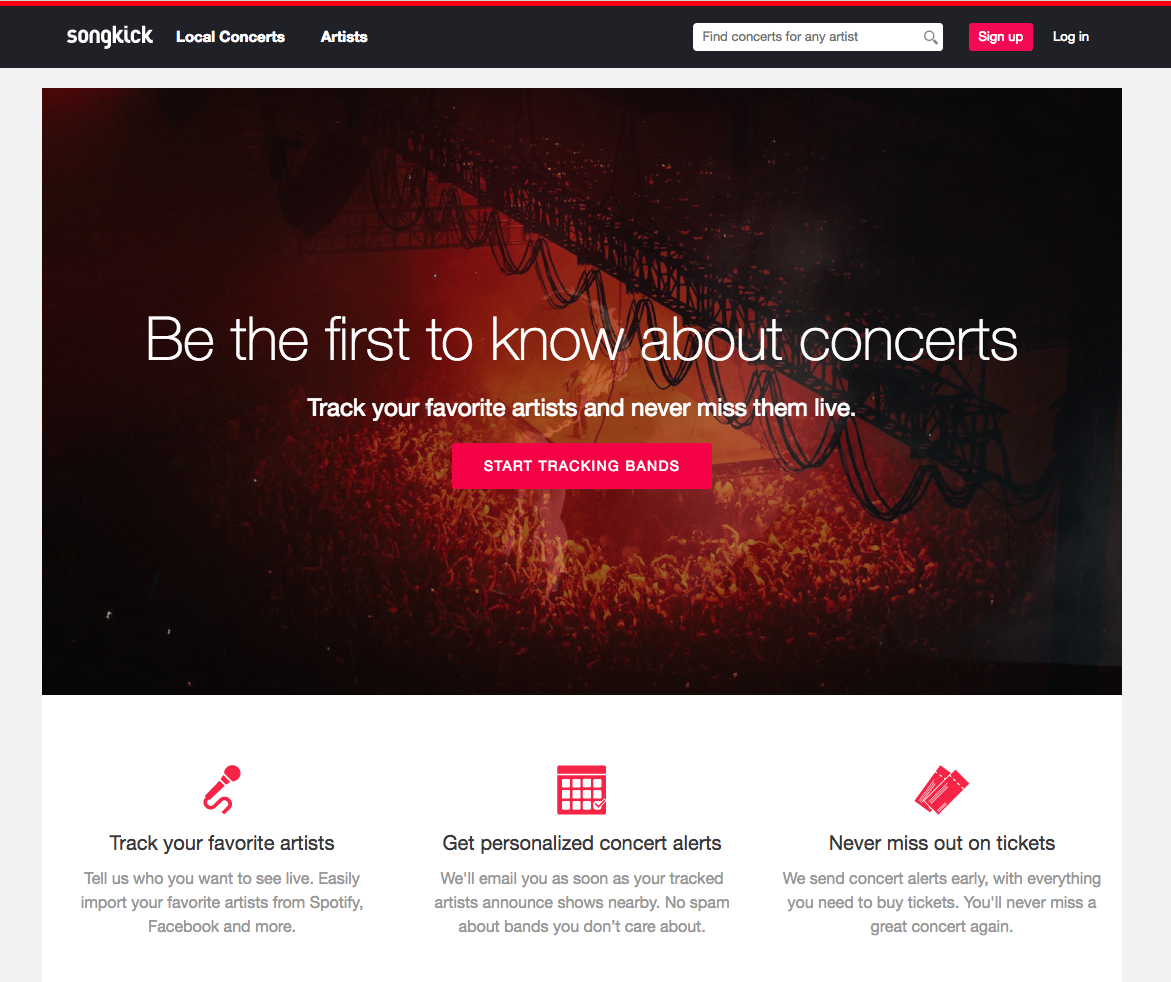 songkick Local Concerts Artists Find concerts for any artist Sign up Log in
Be the first to know about concerts
Track your favorite artists and never miss them live.
START TRACKING BANDS
Track your favorite artists
Tell us who you want to see live. Easily
import your favorite artists from Spotify,
Facebook and more.
Get personalized concert alerts
We'll email you as soon as your tracked
artists announce shows nearby. No spam
about bands you don’t care about.
Never miss out on tickets
We send concert alerts early, with everything
you need to buy tickets. You'll never miss a
great concert again.